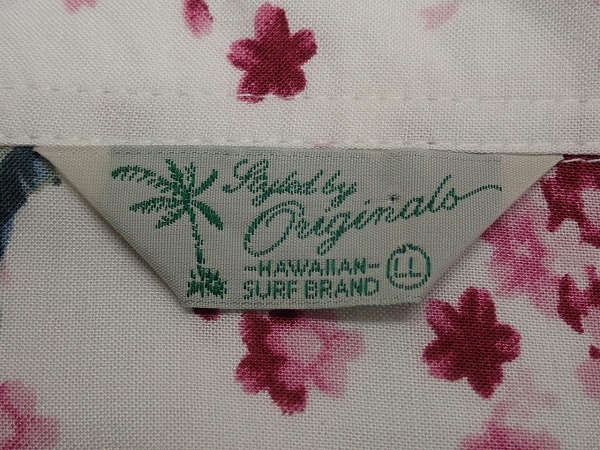 Styled by
Originals
-HAWAIIAN-
SURF BRAND
LL